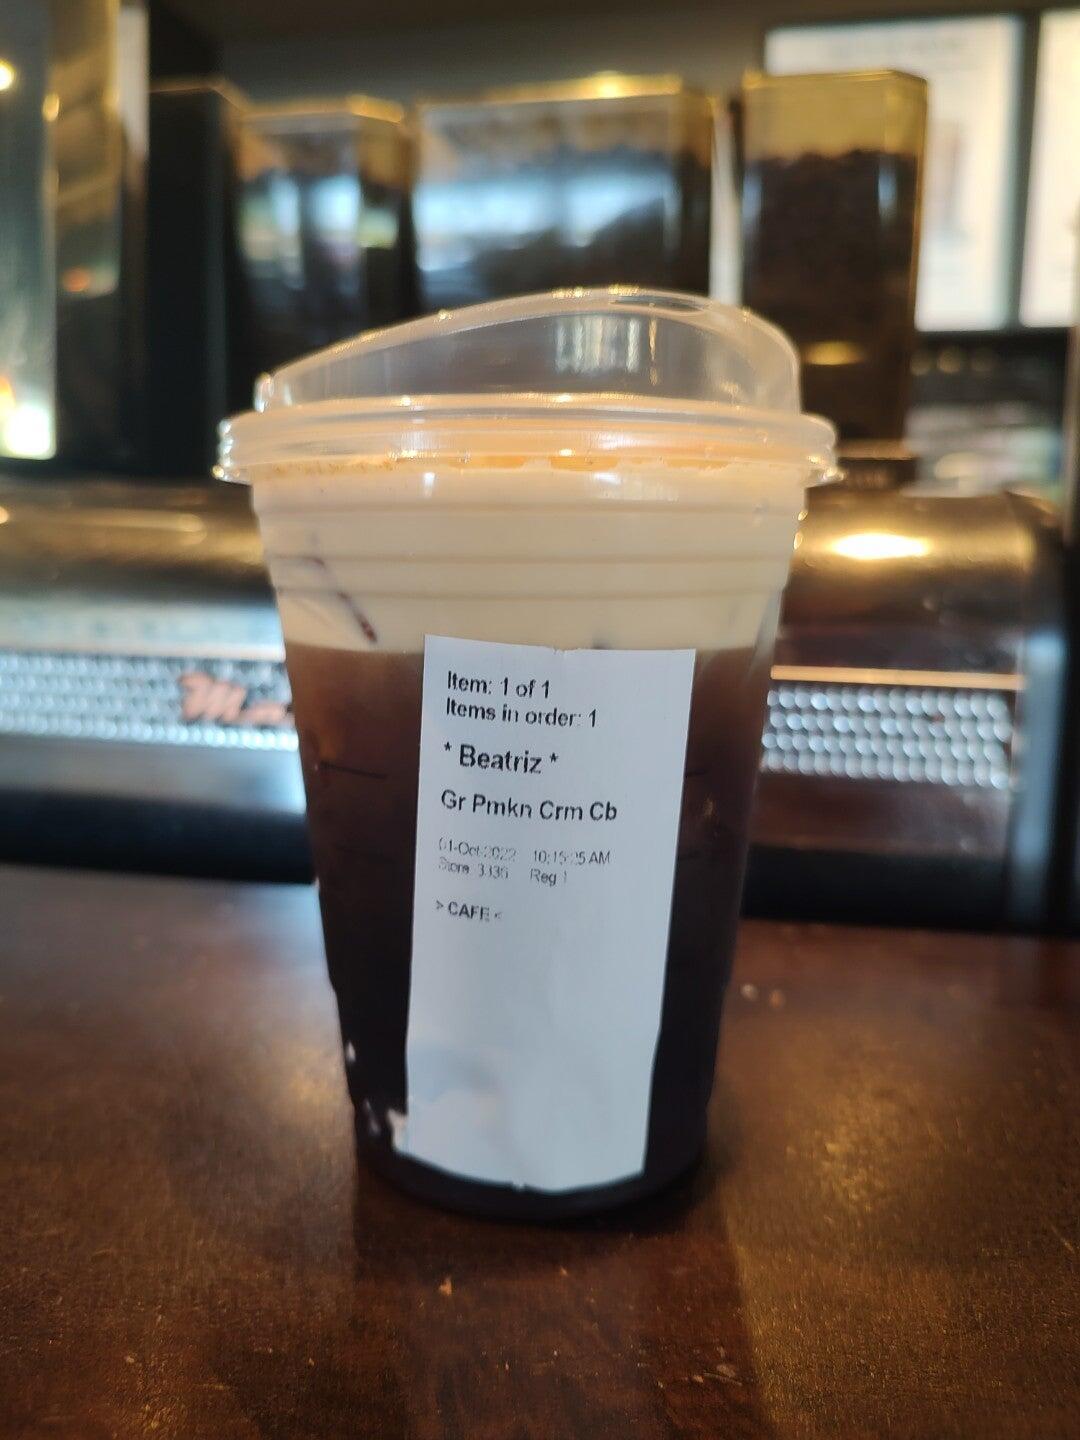 Item: 1 of 1
Items in order: 1
* Beatriz *
Gr Pmkn Crm Cb
01-Oct-2022 10:15:25 AM
Store 3336 Reg 1
> CAFE <